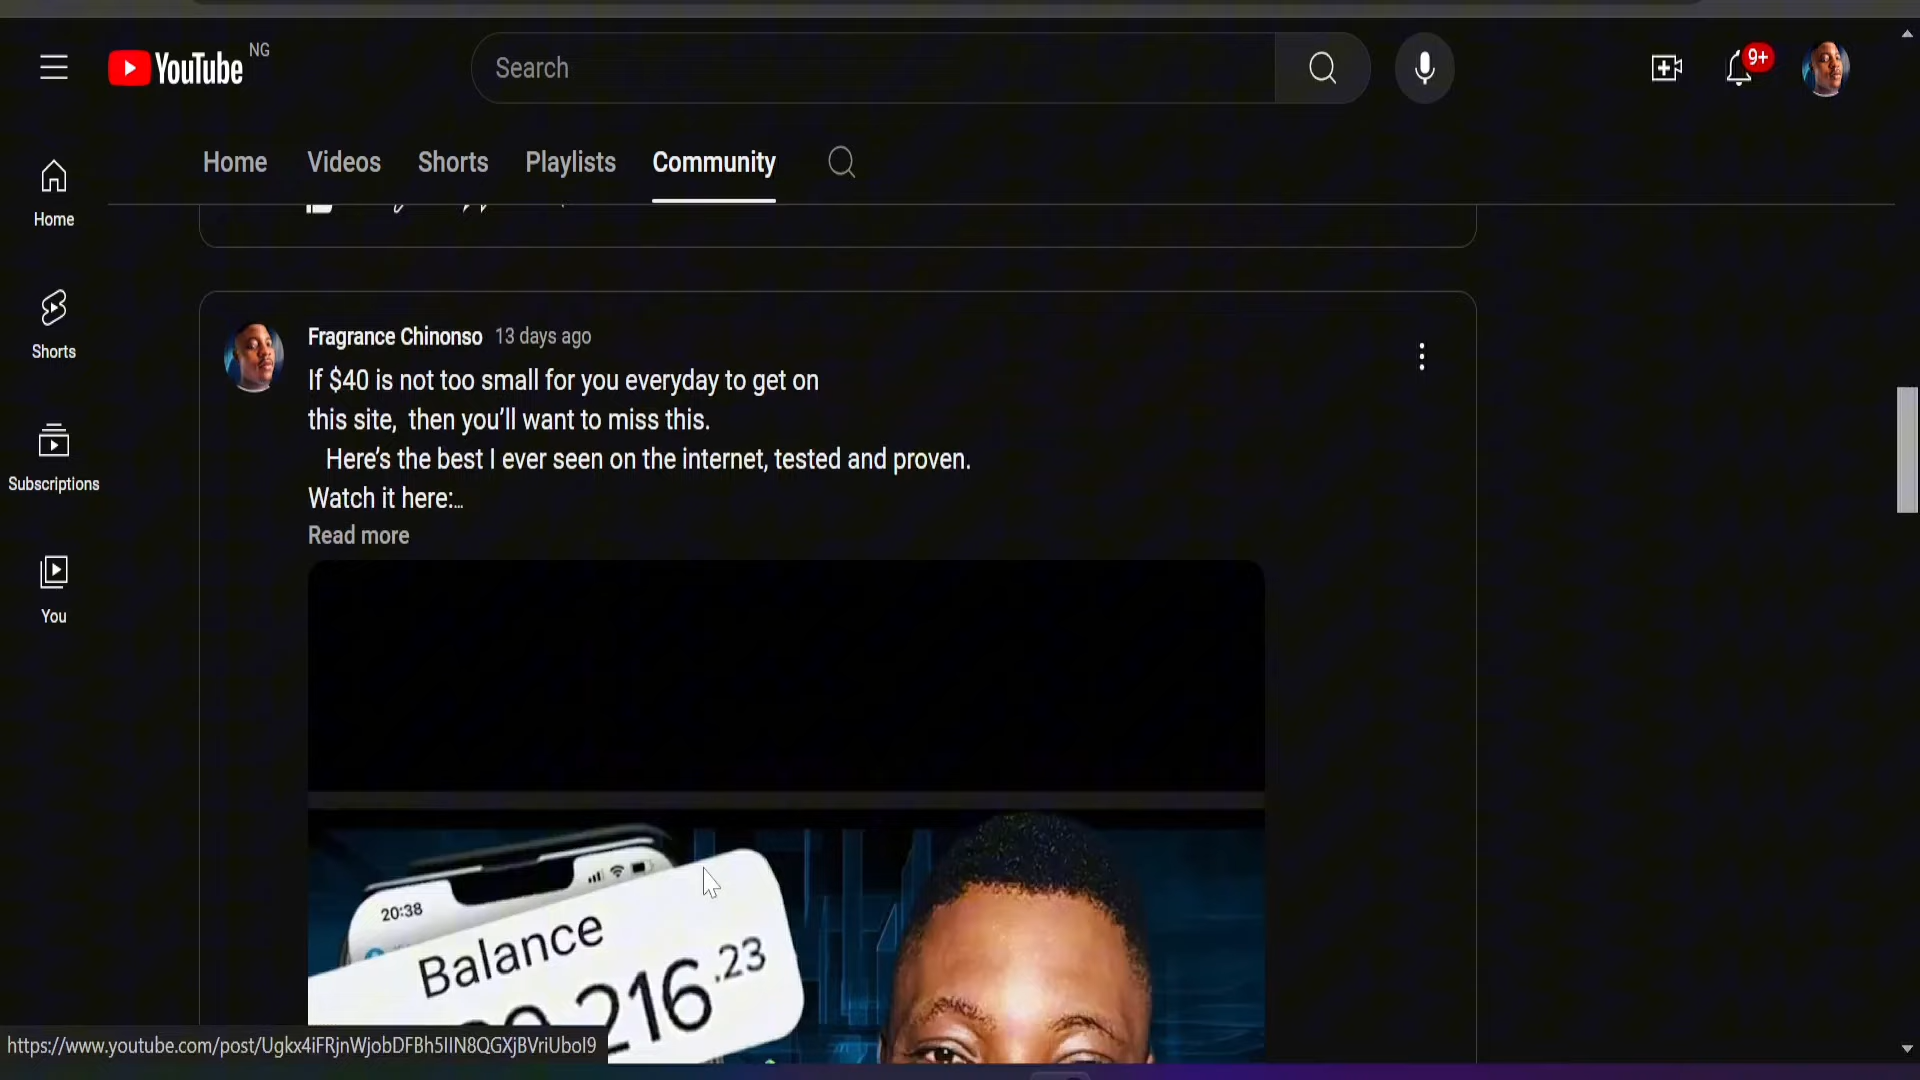 YouTube NG
Search
9+
Home Videos Shorts Playlists Community
Home
Shorts
Subscriptions
You
Fragrance Chinonso 13 days ago
If $40 is not too small for you everyday to get on
this site, then you’ll want to miss this.
Here’s the best I ever seen on the internet, tested and proven.
Watch it here:...
Read more
20:38
Balance
216.23
https://www.youtube.com/post/Ugkx4iFRjnWjobDFBh5IIN8QGXjBVriUboI9